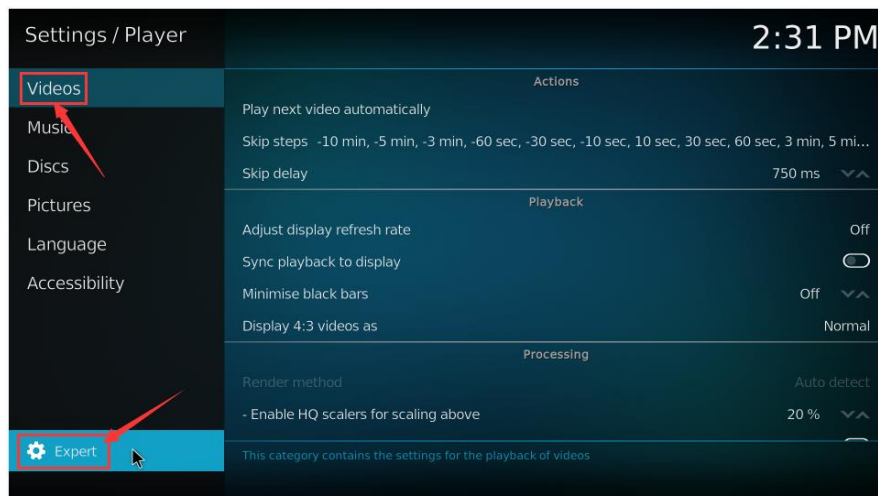 Settings / Player
2:31 PM
Videos
Music
Discs
Pictures
Language
Accessibility
Expert
Actions
Play next video automatically
Skip steps -10 min, -5 min, -3 min, -60 sec, -30 sec, -10 sec, 10 sec, 30 sec, 60 sec, 3 min, 5 mi...
Skip delay 750 ms
Playback
Adjust display refresh rate Off
Sync playback to display
Minimise black bars Off
Display 4:3 videos as Normal
Processing
Render method Auto detect
- Enable HQ scalers for scaling above 20 %
This category contains the settings for the playback of videos